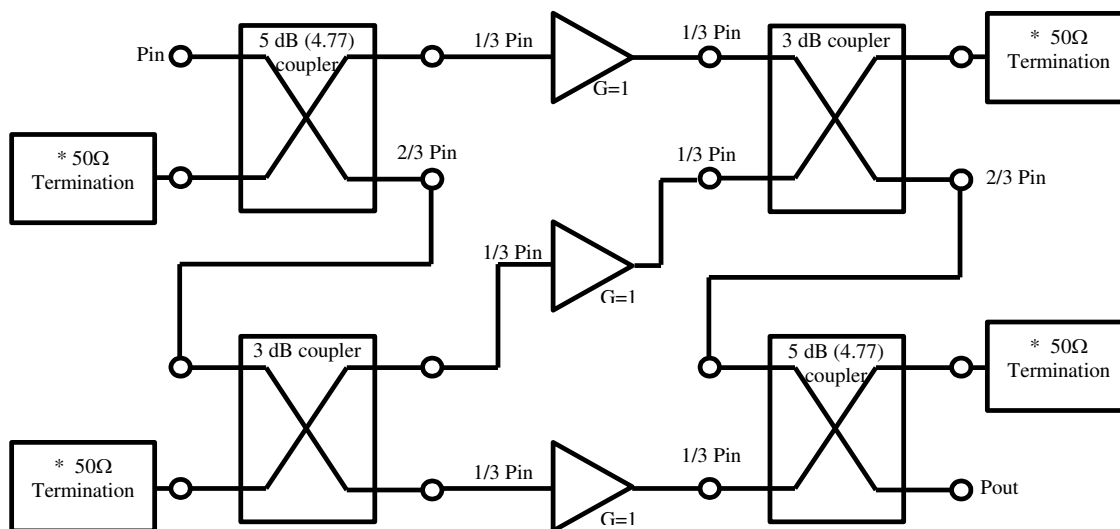 Pin
5 dB (4.77)
coupler
1/3 Pin
G=1
1/3 Pin
3 dB coupler
* 50Ω
Termination
* 50Ω
Termination
2/3 Pin
1/3 Pin
2/3 Pin
1/3 Pin
G=1
3 dB coupler
5 dB (4.77)
coupler
* 50Ω
Termination
* 50Ω
Termination
1/3 Pin
G=1
1/3 Pin
Pout